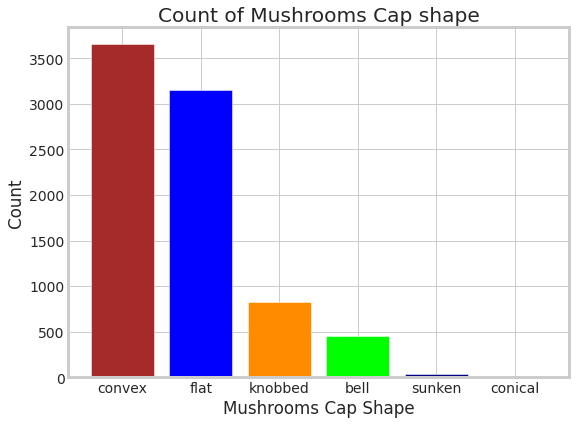 Count of Mushrooms Cap shape
Count
3500
3000
2500
2000
1500
1000
500
0
convex flat knobbed bell sunken conical
Mushrooms Cap Shape